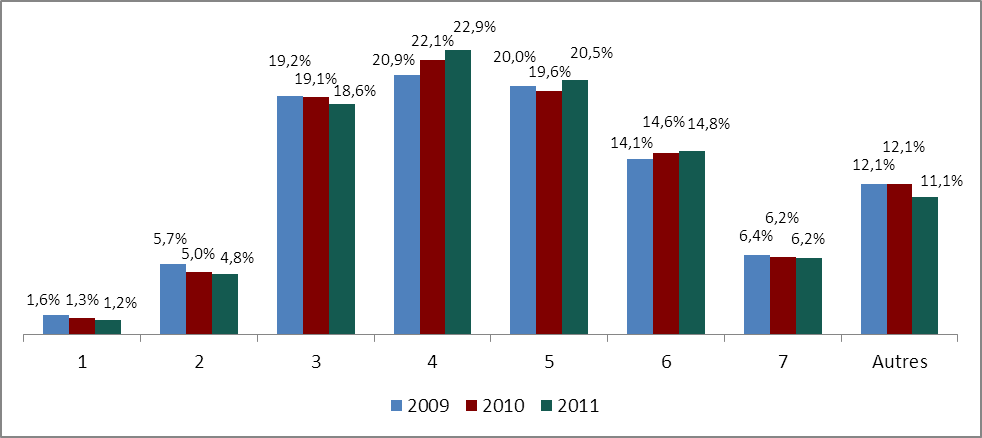 1,6% 1,3% 1,2%
5,7% 5,0% 4,8%
19,2% 19,1% 18,6%
20,9% 22,1% 22,9%
20,0% 19,6% 20,5%
14,1% 14,6% 14,8%
6,4% 6,2% 6,2%
12,1% 12,1% 11,1%
1 2 3 4 5 6 7 Autres
2009 2010 2011